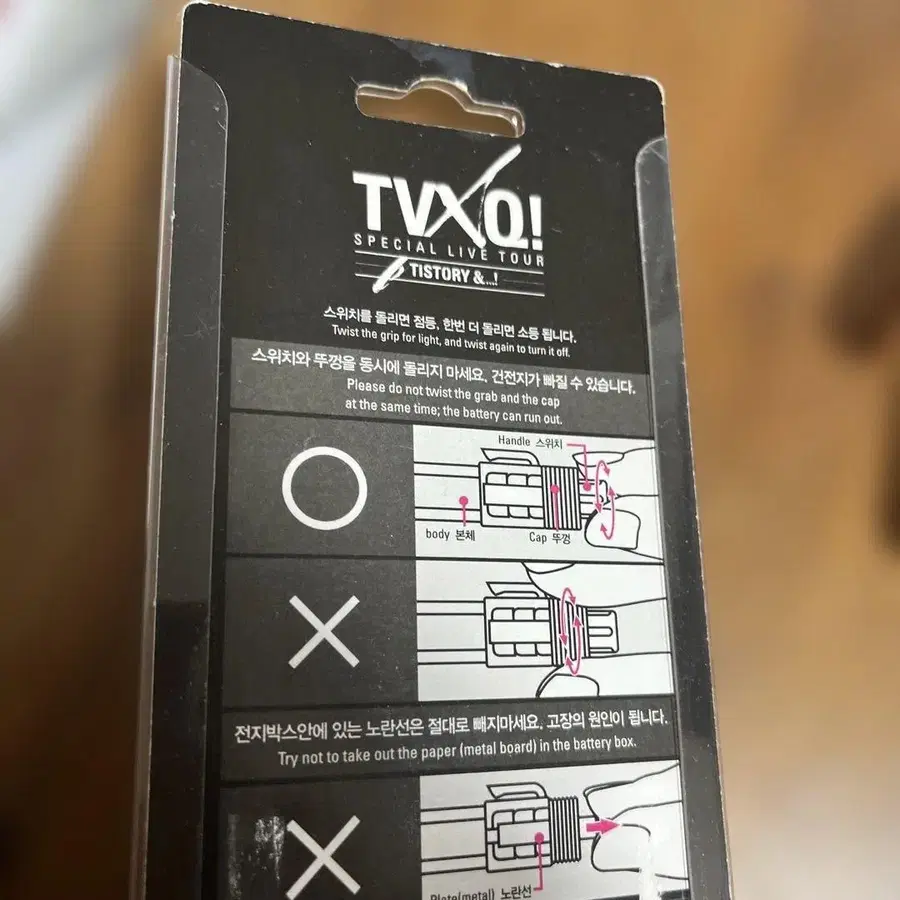 TVXQ!
SPECIAL LIVE TOUR
TISTORY &...!
스위치를 돌리면 점등, 한번 더 돌리면 소등 됩니다.
Twist the grip for light, and twist again to turn it off.
스위치와 뚜껑을 동시에 돌리지 마세요. 건전지가 빠질 수 있습니다.
Please do not twist the grab and the cap
at the same time; the battery can run out.
Handle 스위치
body 본체
Cap 뚜껑
전지박스안에 있는 노란선은 절대로 빼지마세요. 고장의 원인이 됩니다.
Try not to take out the paper (metal board) in the battery box.
Plate(metal) 노란선